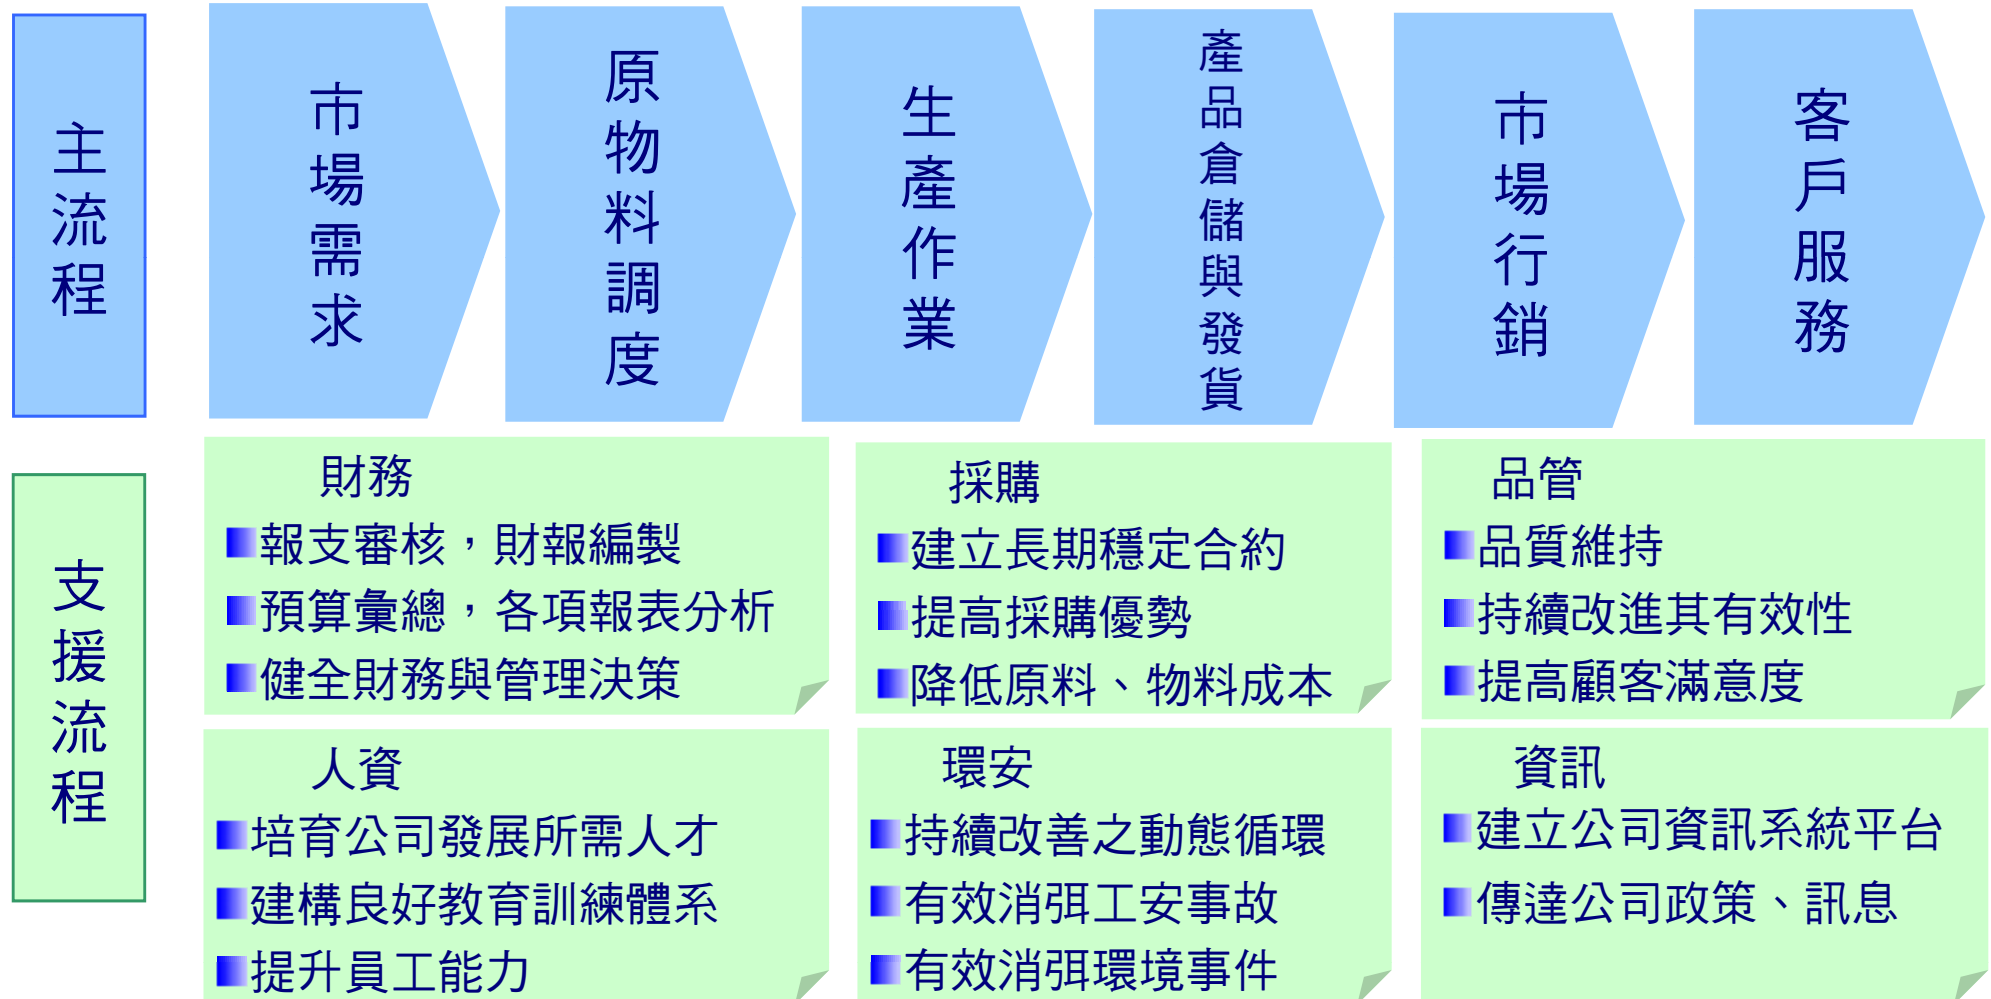 主流程
市場需求
原物料調度
生產作業
產品倉儲與發貨
市場行銷
客戶服務
支援流程
財務
報支審核，財報編製
預算彙總，各項報表分析
健全財務與管理決策
採購
建立長期穩定合約
提高採購優勢
降低原料、物料成本
品管
品質維持
持續改進其有效性
提高顧客滿意度
人資
培育公司發展所需人才
建構良好教育訓練體系
提升員工能力
環安
持續改善之動態循環
有效消弭工安事故
有效消弭環境事件
資訊
建立公司資訊系統平台
傳達公司政策、訊息